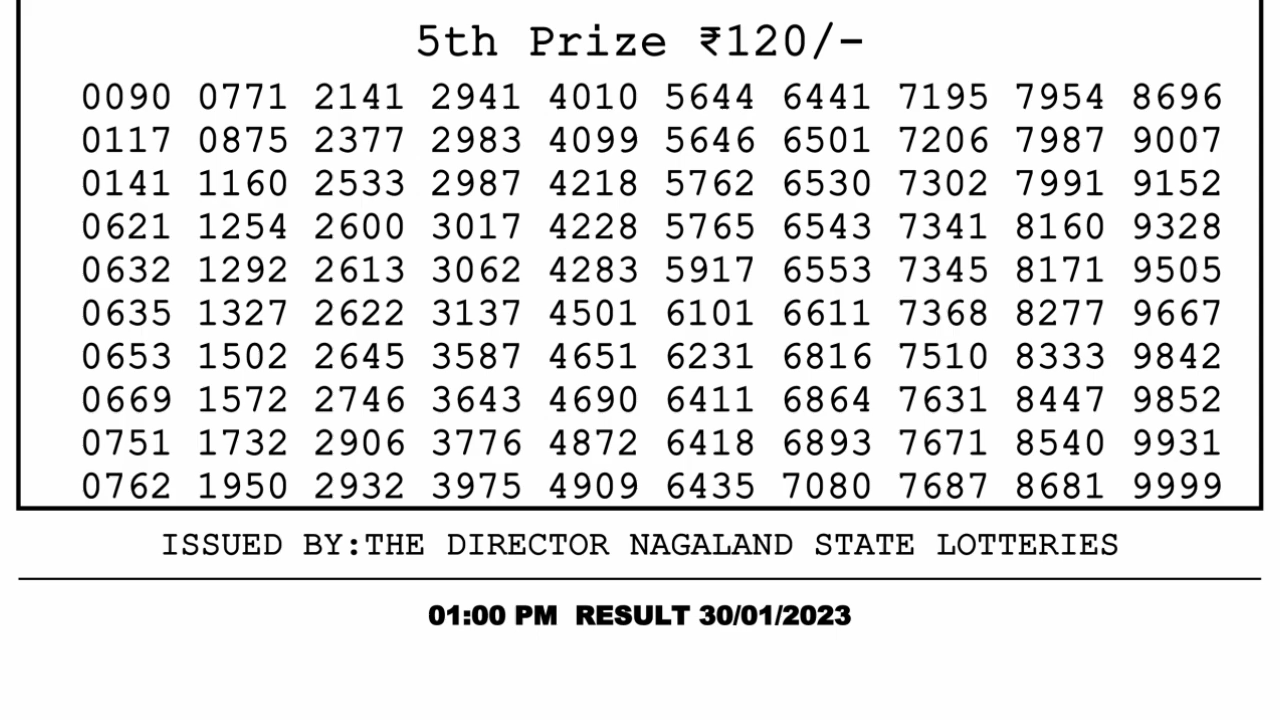 5th Prize ₹120/-
0090 0771 2141 2941 4010 5644 6441 7195 7954 8696
0117 0875 2377 2983 4099 5646 6501 7206 7987 9007
0141 1160 2533 2987 4218 5762 6530 7302 7991 9152
0621 1254 2600 3017 4228 5765 6543 7341 8160 9328
0632 1292 2613 3062 4283 5917 6553 7345 8171 9505
0635 1327 2622 3137 4501 6101 6611 7368 8277 9667
0653 1502 2645 3587 4651 6231 6816 7510 8333 9842
0669 1572 2746 3643 4690 6411 6864 7631 8447 9852
0751 1732 2906 3776 4872 6418 6893 7671 8540 9931
0762 1950 2932 3975 4909 6435 7080 7687 8681 9999
ISSUED BY:THE DIRECTOR NAGALAND STATE LOTTERIES
01:00 PM RESULT 30/01/2023